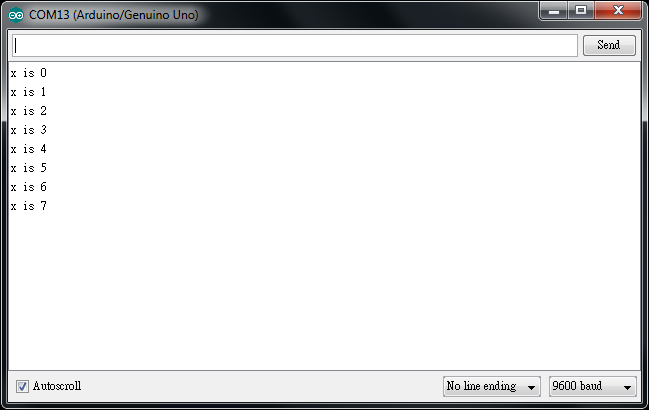 COM13 (Arduino/Genuino Uno)
Send
x is 0
x is 1
x is 2
x is 3
x is 4
x is 5
x is 6
x is 7
Autoscroll
No line ending
9600 baud